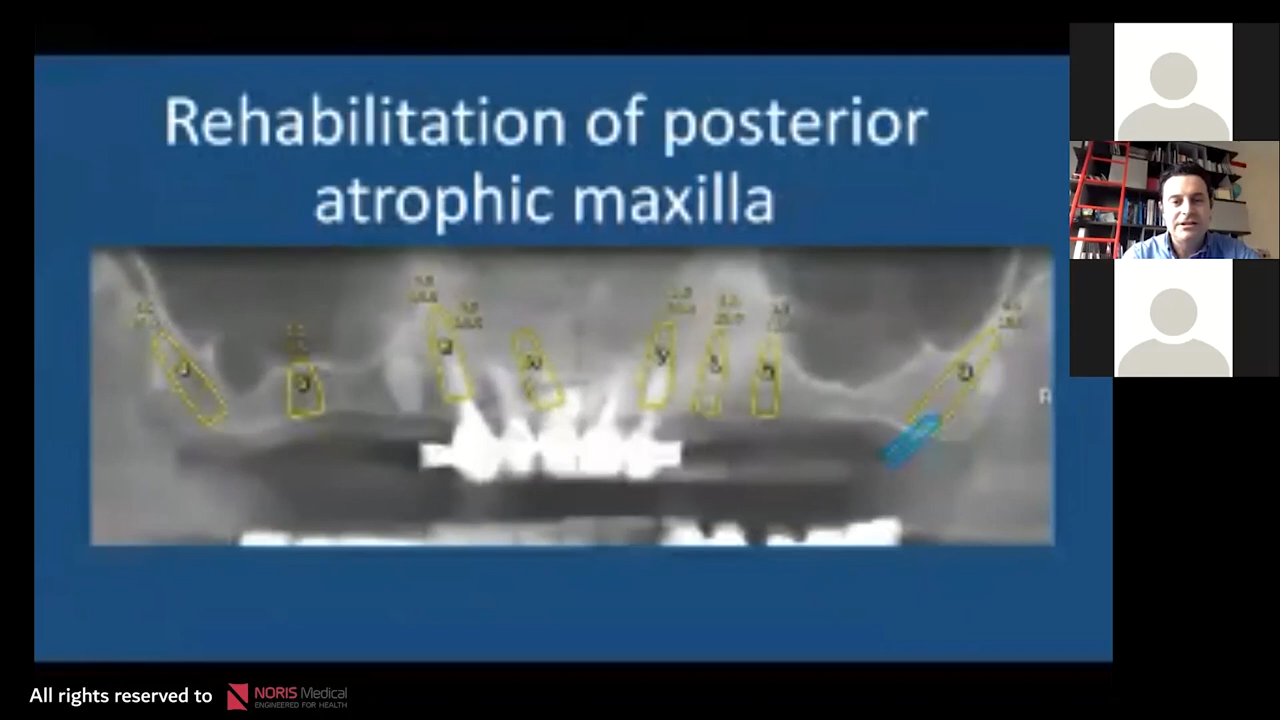 Rehabilitation of posterior
atrophic maxilla
R
All rights reserved to
NORIS Medical
ENGINEERED FOR HEALTH